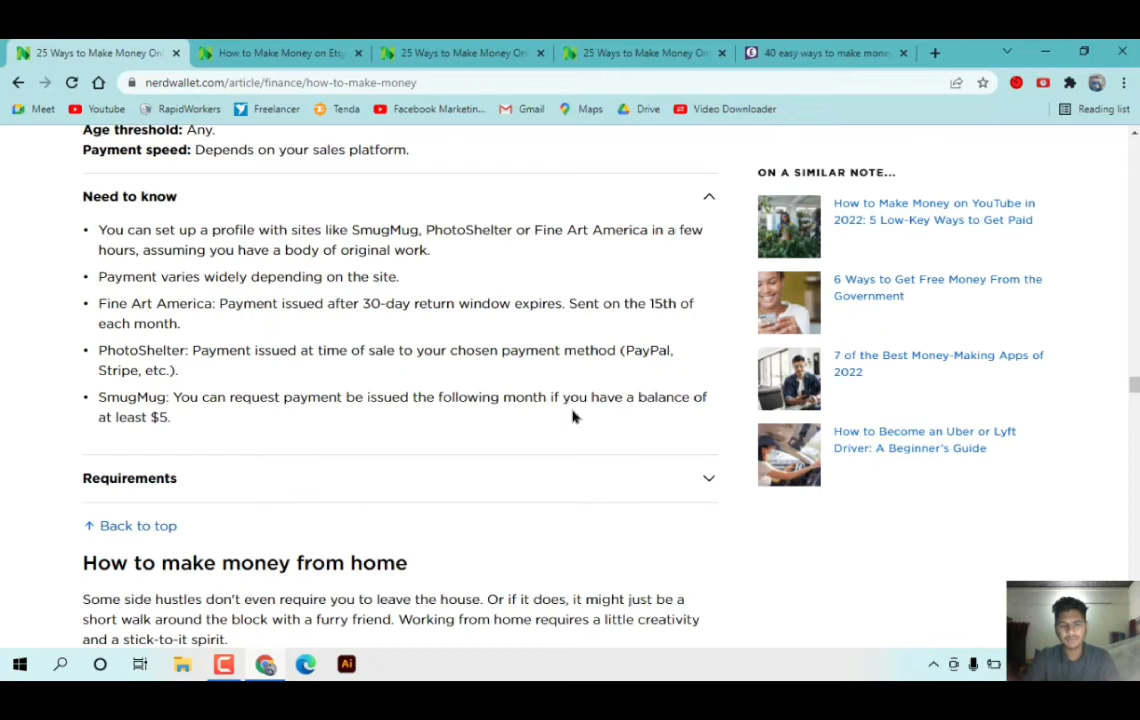 25 Ways to Make Money Onl
How to Make Money on Etsy
25 Ways to Make Money On
25 Ways to Make Money On
40 easy ways to make mone
nerdwallet.com/article/finance/how-to-make-money
Meet
Youtube
RapidWorkers
Freelancer
Tenda
Facebook Marketin...
Gmail
Maps
Drive
Video Downloader
Reading list
Age threshold: Any.
Payment speed: Depends on your sales platform.
Need to know
• You can set up a profile with sites like SmugMug, PhotoShelter or Fine Art America in a few
hours, assuming you have a body of original work.
• Payment varies widely depending on the site.
• Fine Art America: Payment issued after 30-day return window expires. Sent on the 15th of
each month.
• PhotoShelter: Payment issued at time of sale to your chosen payment method (PayPal,
Stripe, etc.).
• SmugMug: You can request payment be issued the following month if you have a balance of
at least $5.
Requirements
↑ Back to top
How to make money from home
Some side hustles don't even require you to leave the house. Or if it does, it might just be a
short walk around the block with a furry friend. Working from home requires a little creativity
and a stick-to-it spirit.
ON A SIMILAR NOTE...
How to Make Money on YouTube in
2022: 5 Low-Key Ways to Get Paid
6 Ways to Get Free Money From the
Government
7 of the Best Money-Making Apps of
2022
How to Become an Uber or Lyft
Driver: A Beginner's Guide
Ai